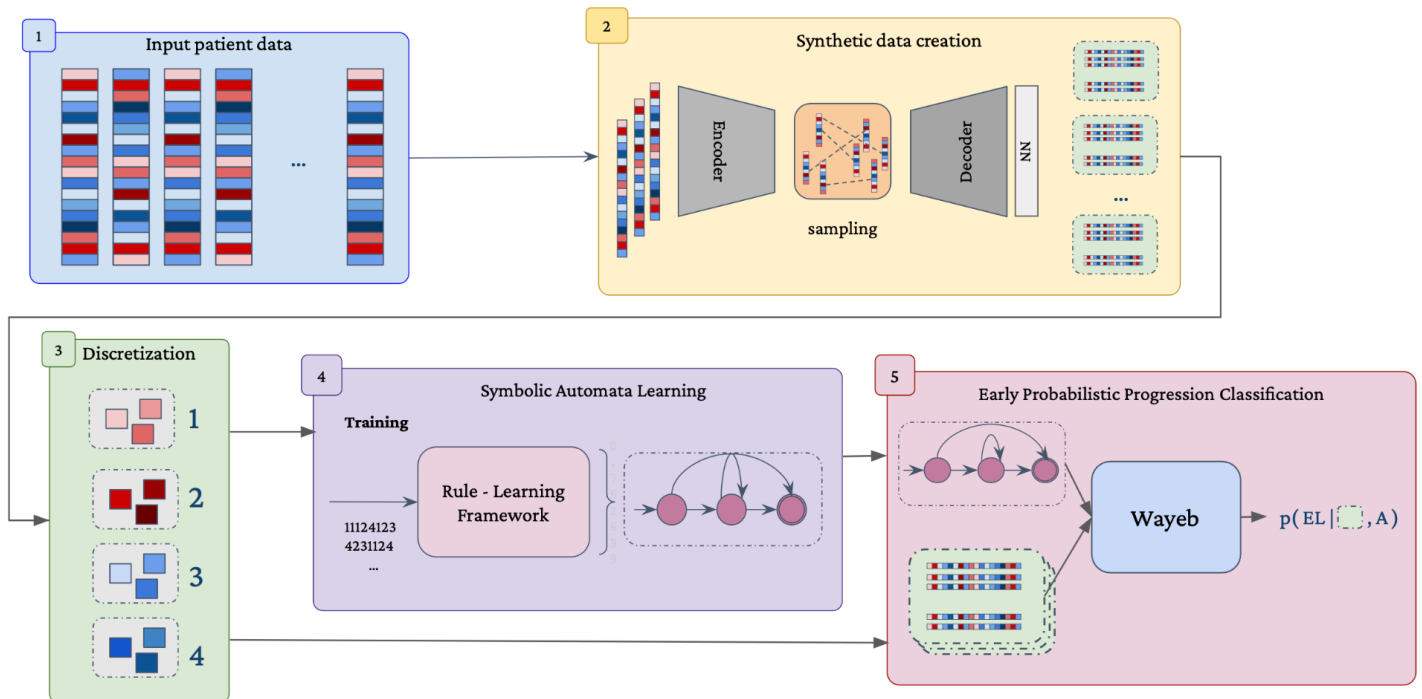 1
Input patient data
...
2
Synthetic data creation
Encoder
sampling
Decoder
NN
...
3
Discretization
1
2
3
4
4
Symbolic Automata Learning
Training
11124123
4231124
...
Rule - Learning
Framework
5
Early Probabilistic Progression Classification
Wayeb
p(EL| ,A)